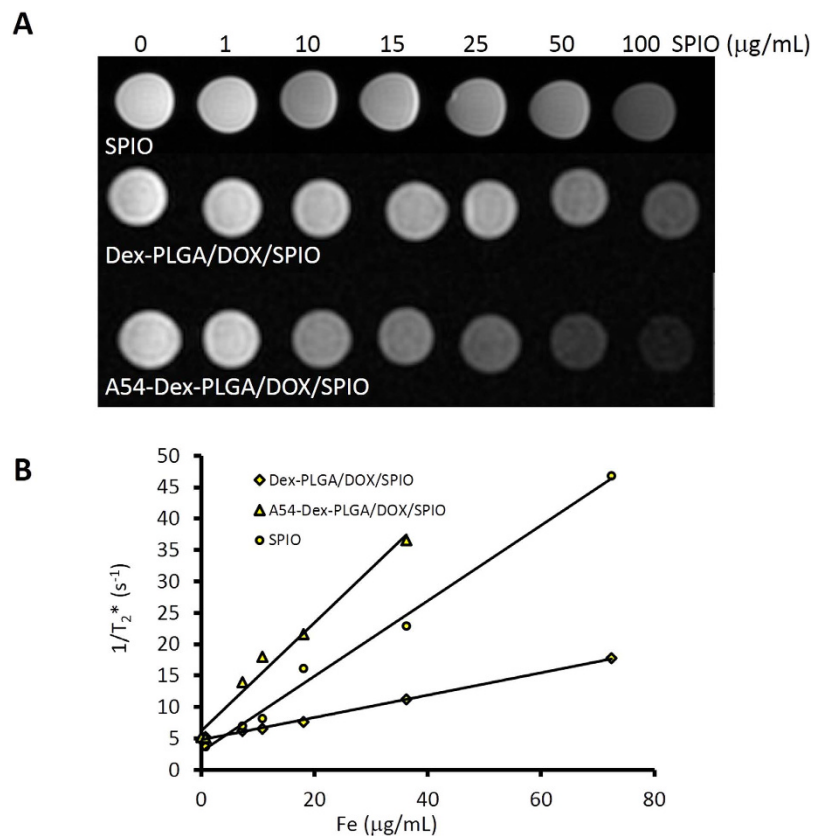 A
0 1 10 15 25 50 100 SPIO (μg/mL)
SPIO
Dex-PLGA/DOX/SPIO
A54-Dex-PLGA/DOX/SPIO
B
50
45
40
35
30
25
20
15
10
5
0
1/T₂* (s⁻¹)
Dex-PLGA/DOX/SPIO
A54-Dex-PLGA/DOX/SPIO
SPIO
0 20 40 60 80
Fe (μg/mL)